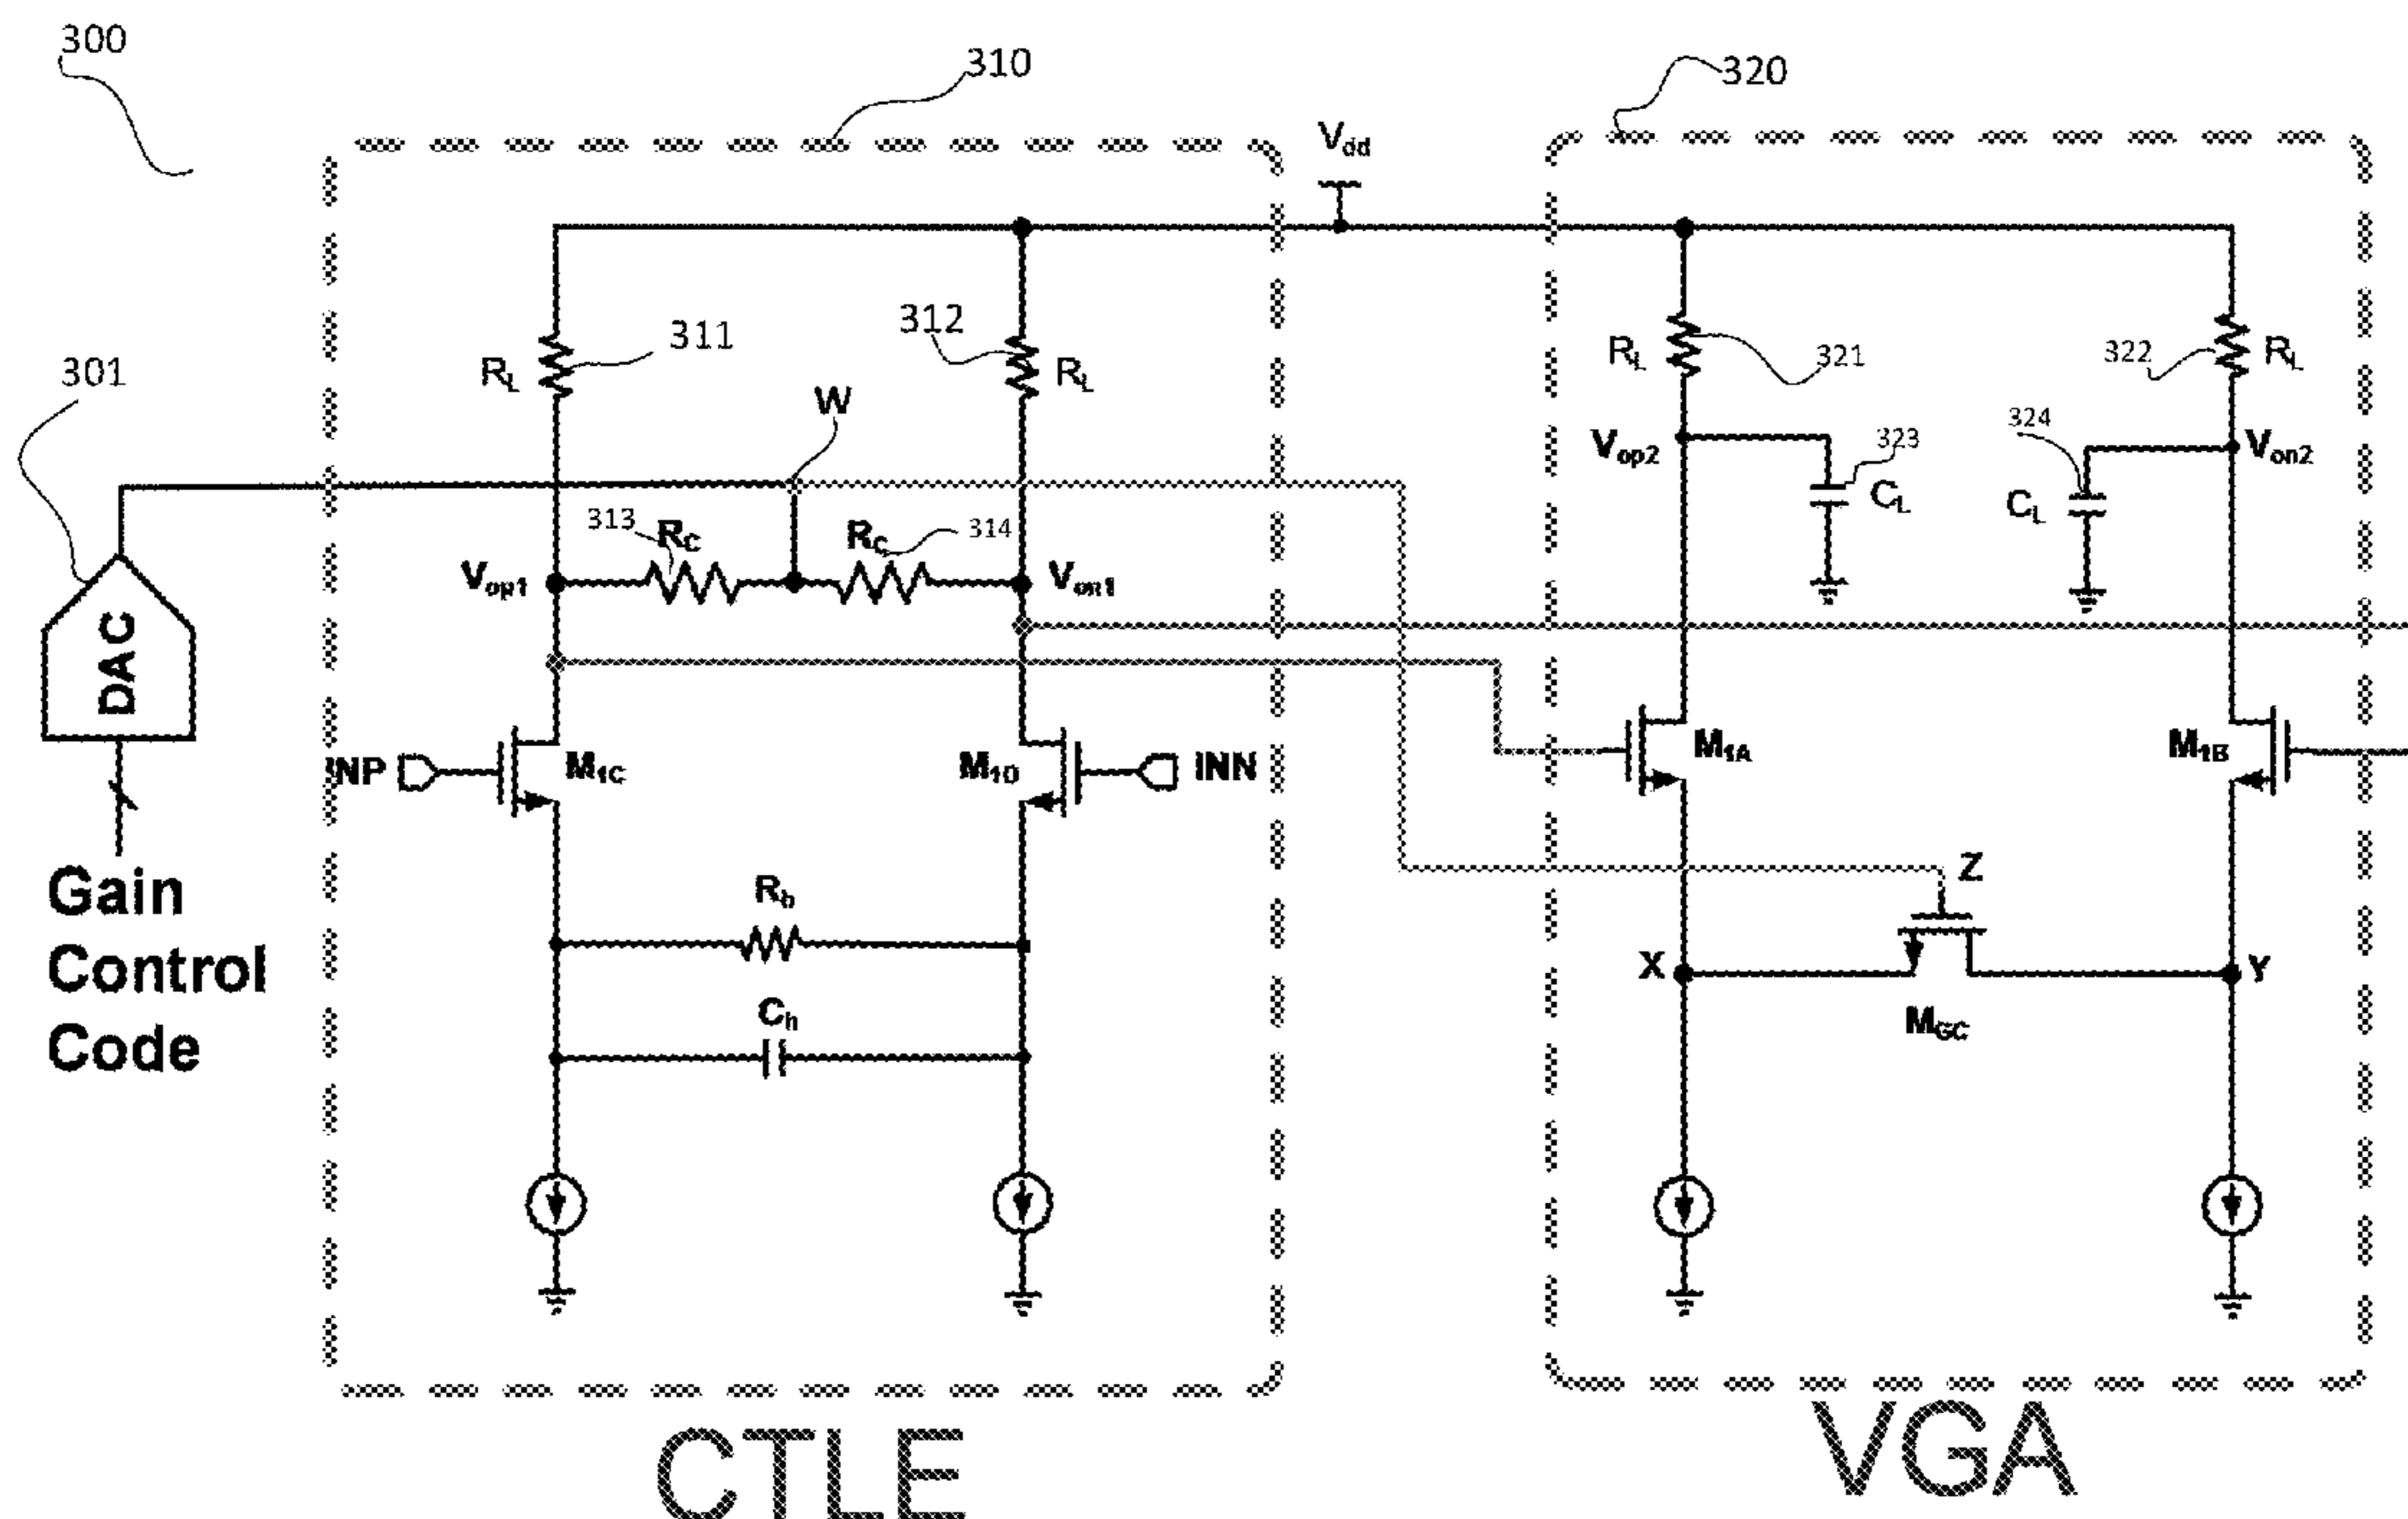 300
310
320
Vdd
311
312
RL
RL
321
322
RL
RL
301
W
323
324
Vop2
Von2
CL
CL
313
RC
RC
314
Vop1
Von1
DAC
INP
M1C
M1D
INN
M1A
M1B
Gain
Control
Code
Rb
Z
X
Y
Ch
MGC
CTLE
VGA